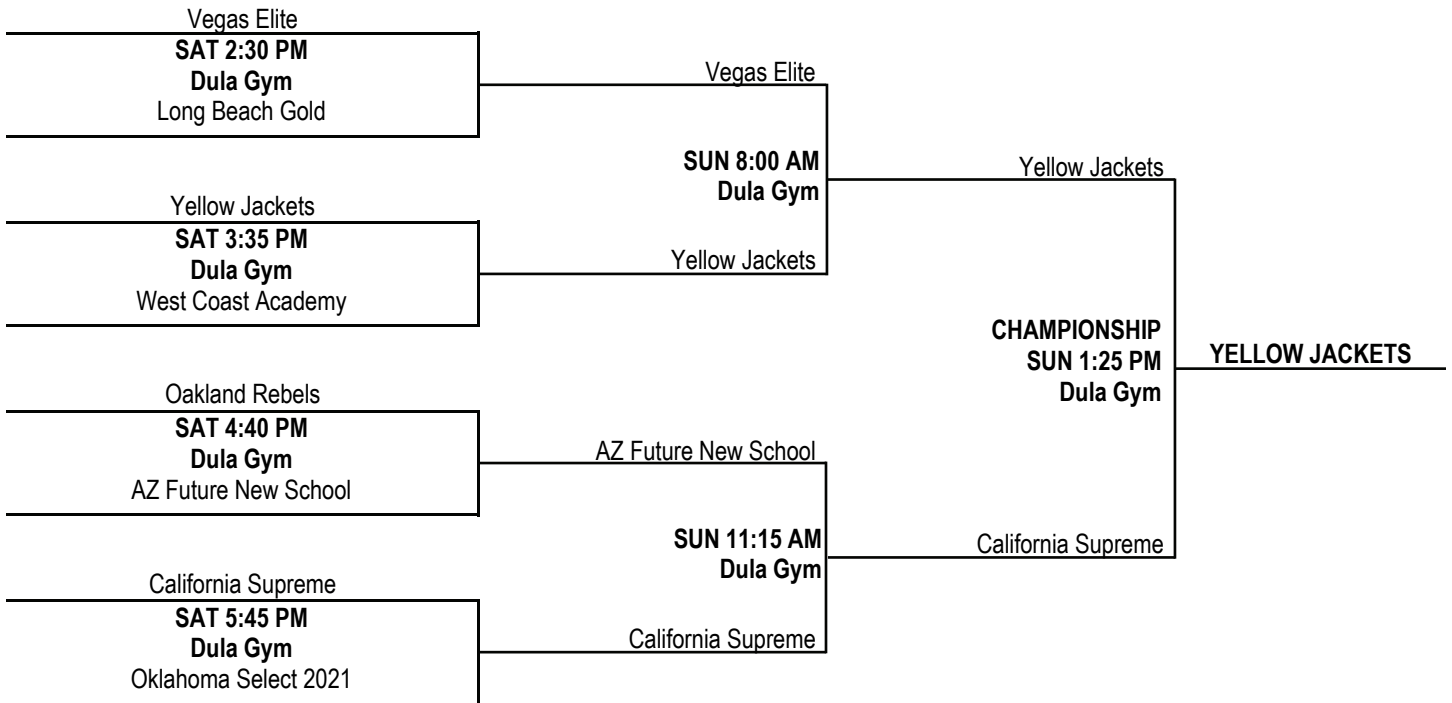 Vegas Elite
SAT 2:30 PM
Dula Gym
Long Beach Gold
Yellow Jackets
SAT 3:35 PM
Dula Gym
West Coast Academy
Oakland Rebels
SAT 4:40 PM
Dula Gym
AZ Future New School
California Supreme
SAT 5:45 PM
Dula Gym
Oklahoma Select 2021
Vegas Elite
SUN 8:00 AM
Dula Gym
Yellow Jackets
AZ Future New School
SUN 11:15 AM
Dula Gym
California Supreme
Yellow Jackets
CHAMPIONSHIP
SUN 1:25 PM
Dula Gym
California Supreme
YELLOW JACKETS